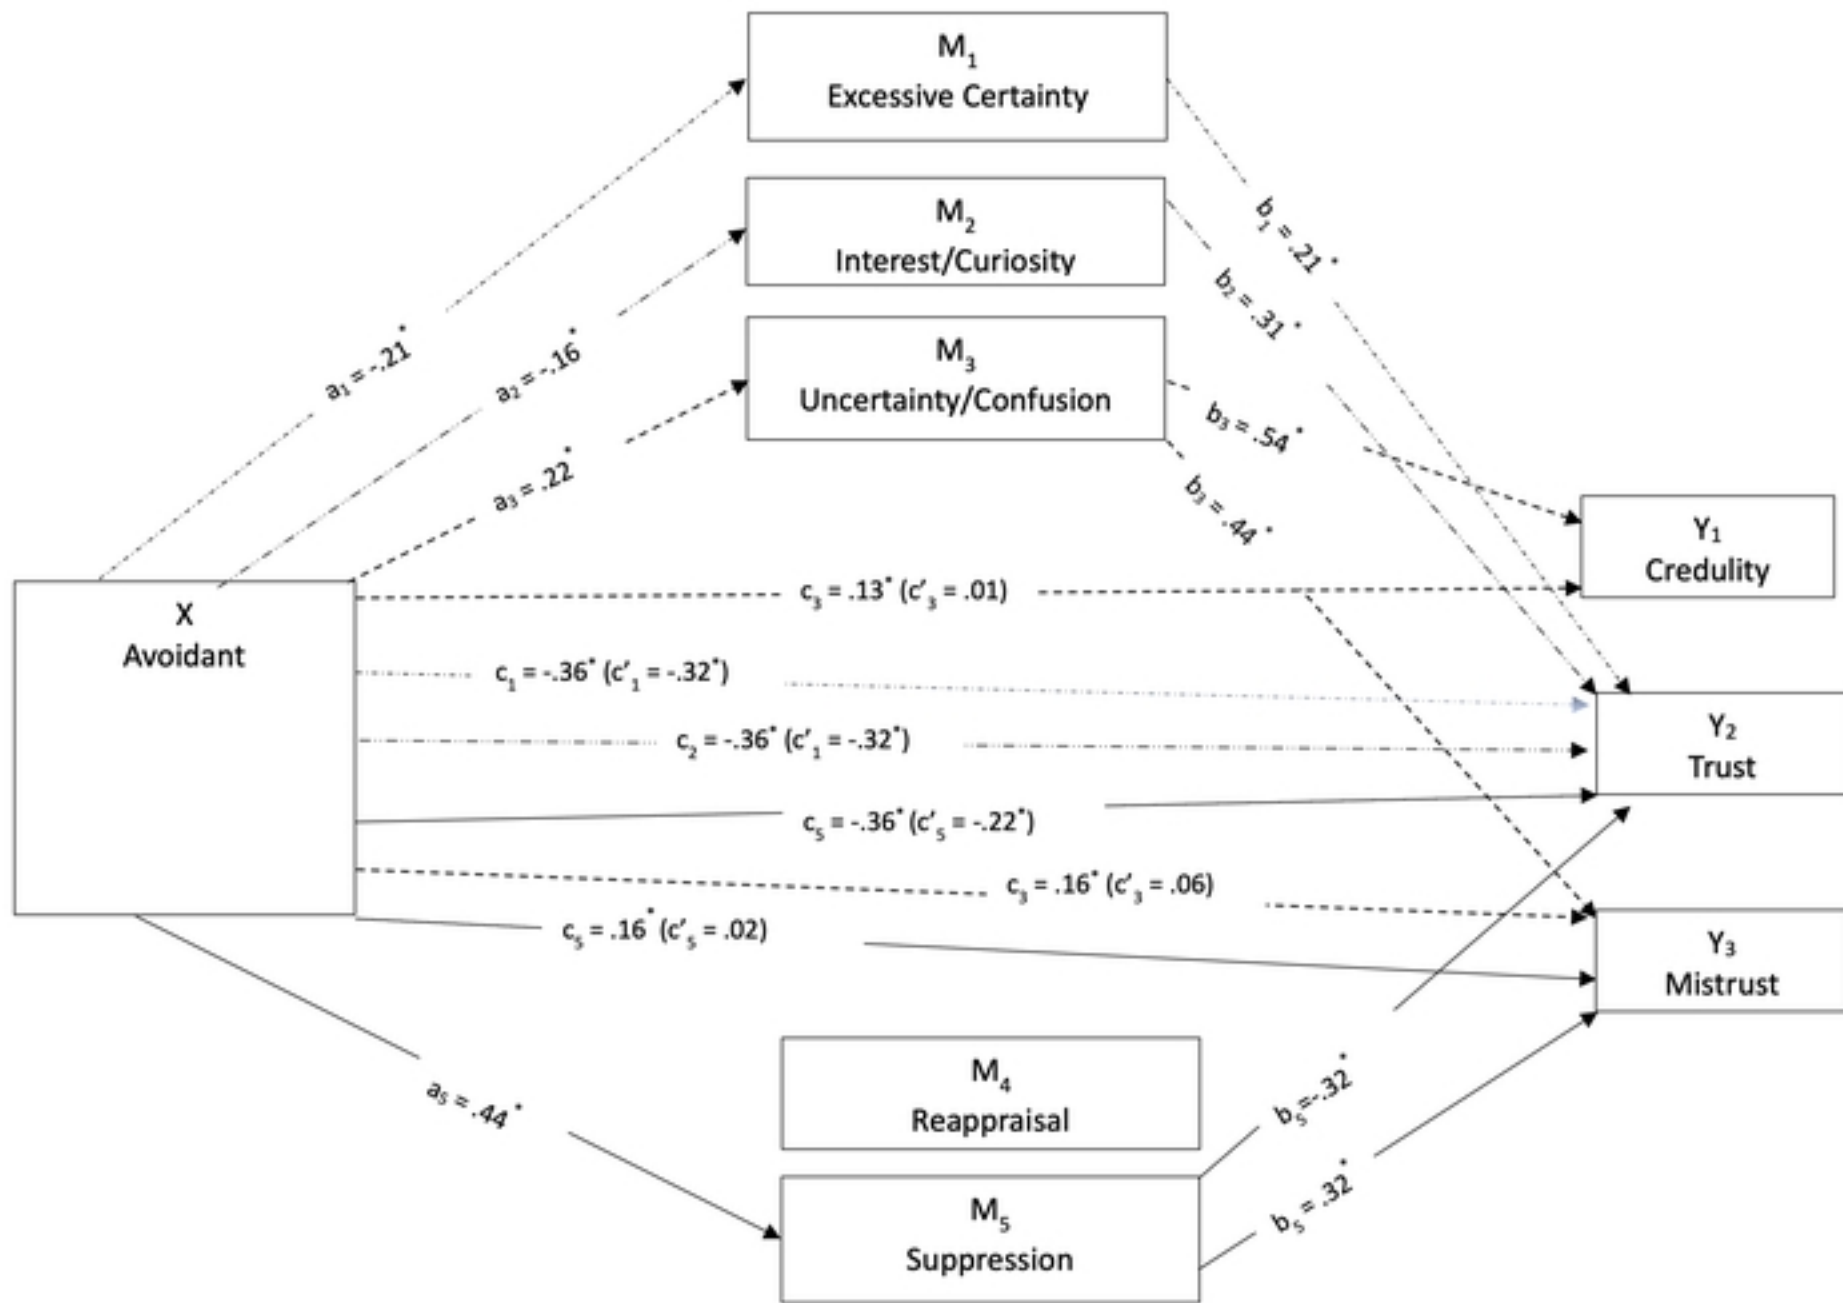 M₁
Excessive Certainty
M₂
Interest/Curiosity
M₃
Uncertainty/Confusion
a₁ = -.21*
a₂ = -.16*
a₃ = .22*
b₁ = .21*
b₂ = .31*
b₃ = .54*
b₃ = .44*
Y₁
Credulity
X
Avoidant
c₃ = .13* (c'₃ = .01)
c₁ = -.36* (c'₁ = -.32*)
c₂ = -.36* (c'₁ = -.32*)
c₅ = -.36* (c'₅ = -.22*)
c₃ = .16* (c'₃ = .06)
c₅ = .16* (c'₅ = .02)
Y₂
Trust
Y₃
Mistrust
a₅ = .44*
M₄
Reappraisal
M₅
Suppression
b₅=-.32*
b₅ = .32*